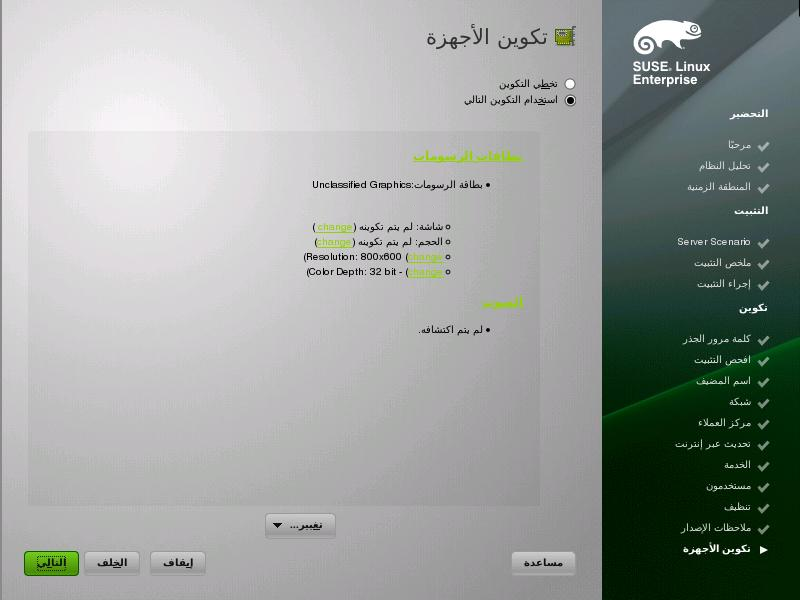 SUSE® Linux
Enterprise
التحضير
مرحبًا
تحليل النظام
المنطقة الزمنية
التثبيت
Server Scenario
ملخص التثبيت
إجراء التثبيت
تكوين
كلمة مرور الجذر
افحص التثبيت
اسم المضيف
شبكة
مركز العملاء
تحديث عبر إنترنت
الخدمة
مستخدمون
تنظيف
ملاحظات الإصدار
تكوين الأجهزة
تكوين الأجهزة
تخطي التكوين
استخدام التكوين التالي
بطاقات الرسومات
بطاقة الرسومات:Unclassified Graphics
شاشة: لم يتم تكوينه (change)
الحجم: لم يتم تكوينه (change)
(Resolution: 800x600 (change
(Color Depth: 32 bit - (change
الصوت
لم يتم اكتشافه.
تغيير...
مساعدة
إيقاف
الخلف
التالي